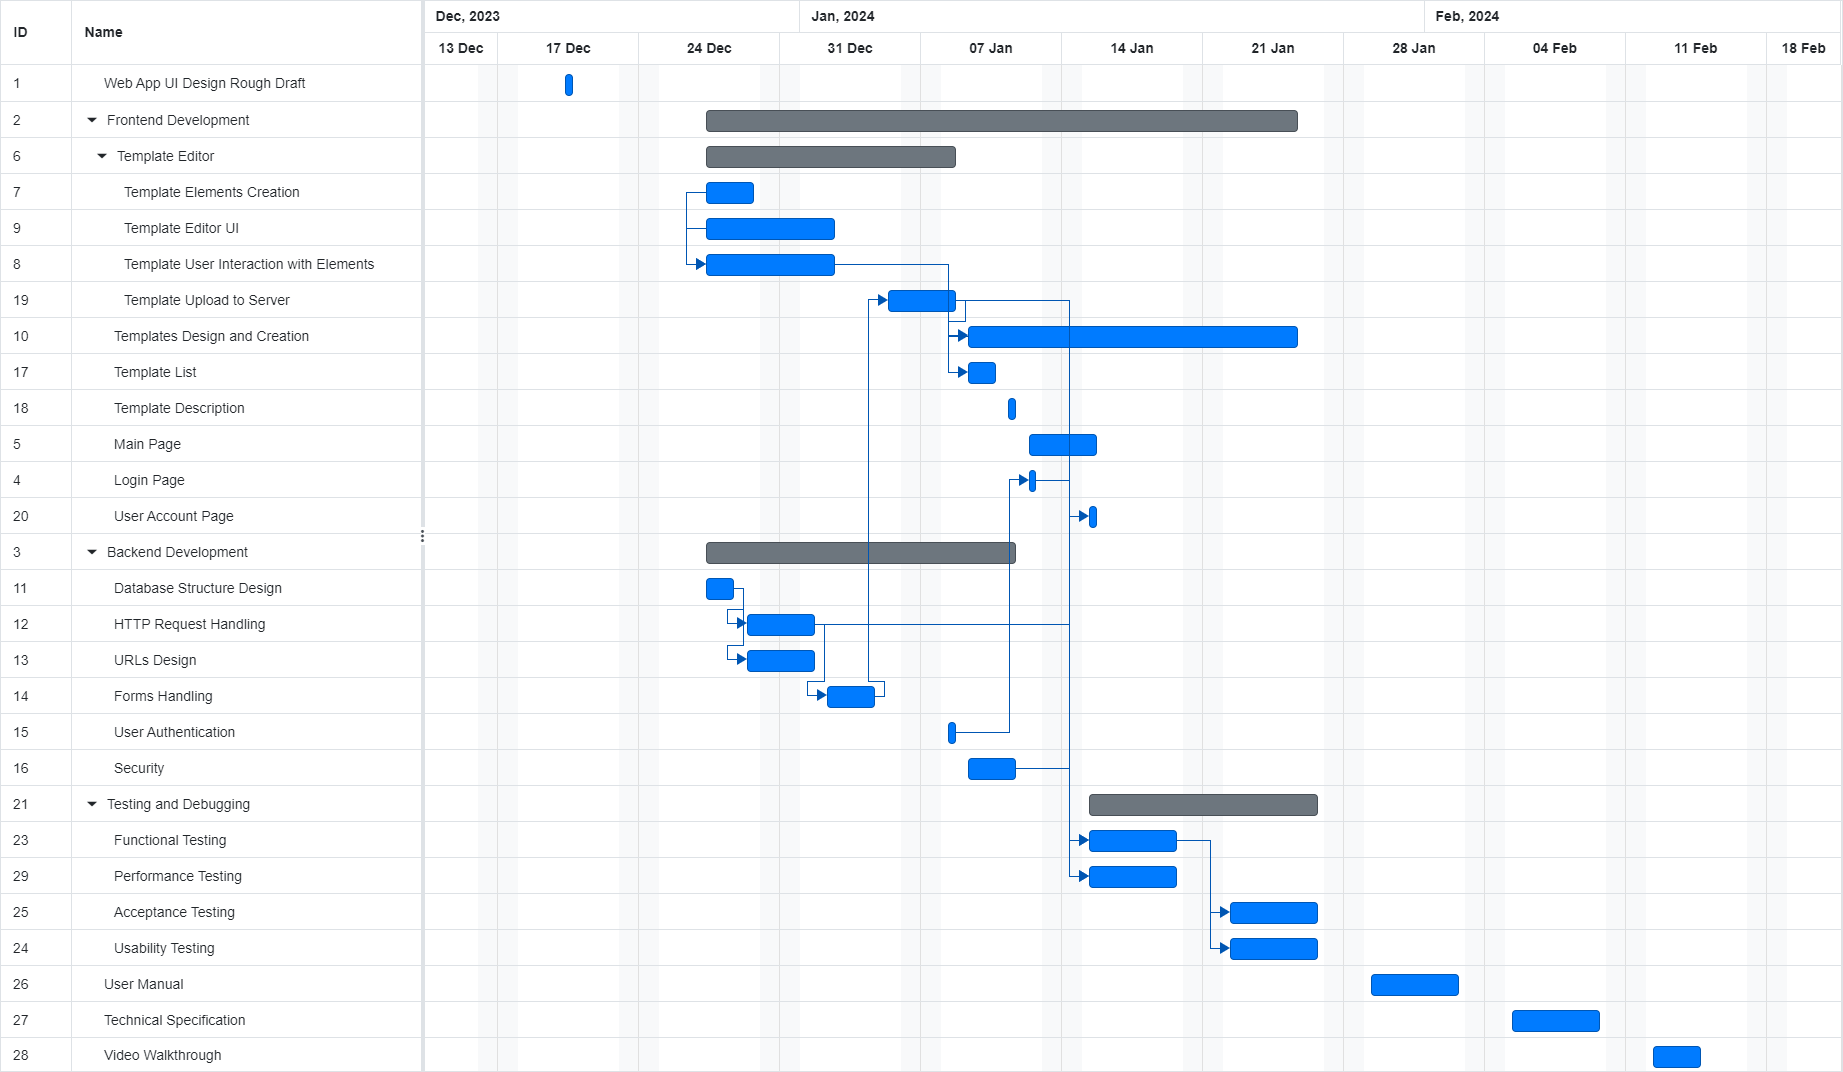 Dec, 2023 Jan, 2024 Feb, 2024
ID Name
13 Dec 17 Dec 24 Dec 31 Dec 07 Jan 14 Jan 21 Jan 28 Jan 04 Feb 11 Feb 18 Feb
1 Web App UI Design Rough Draft
2 Frontend Development
6 Template Editor
7 Template Elements Creation
9 Template Editor UI
8 Template User Interaction with Elements
19 Template Upload to Server
10 Templates Design and Creation
17 Template List
18 Template Description
5 Main Page
4 Login Page
20 User Account Page
3 Backend Development
11 Database Structure Design
12 HTTP Request Handling
13 URLs Design
14 Forms Handling
15 User Authentication
16 Security
21 Testing and Debugging
23 Functional Testing
29 Performance Testing
25 Acceptance Testing
24 Usability Testing
26 User Manual
27 Technical Specification
28 Video Walkthrough